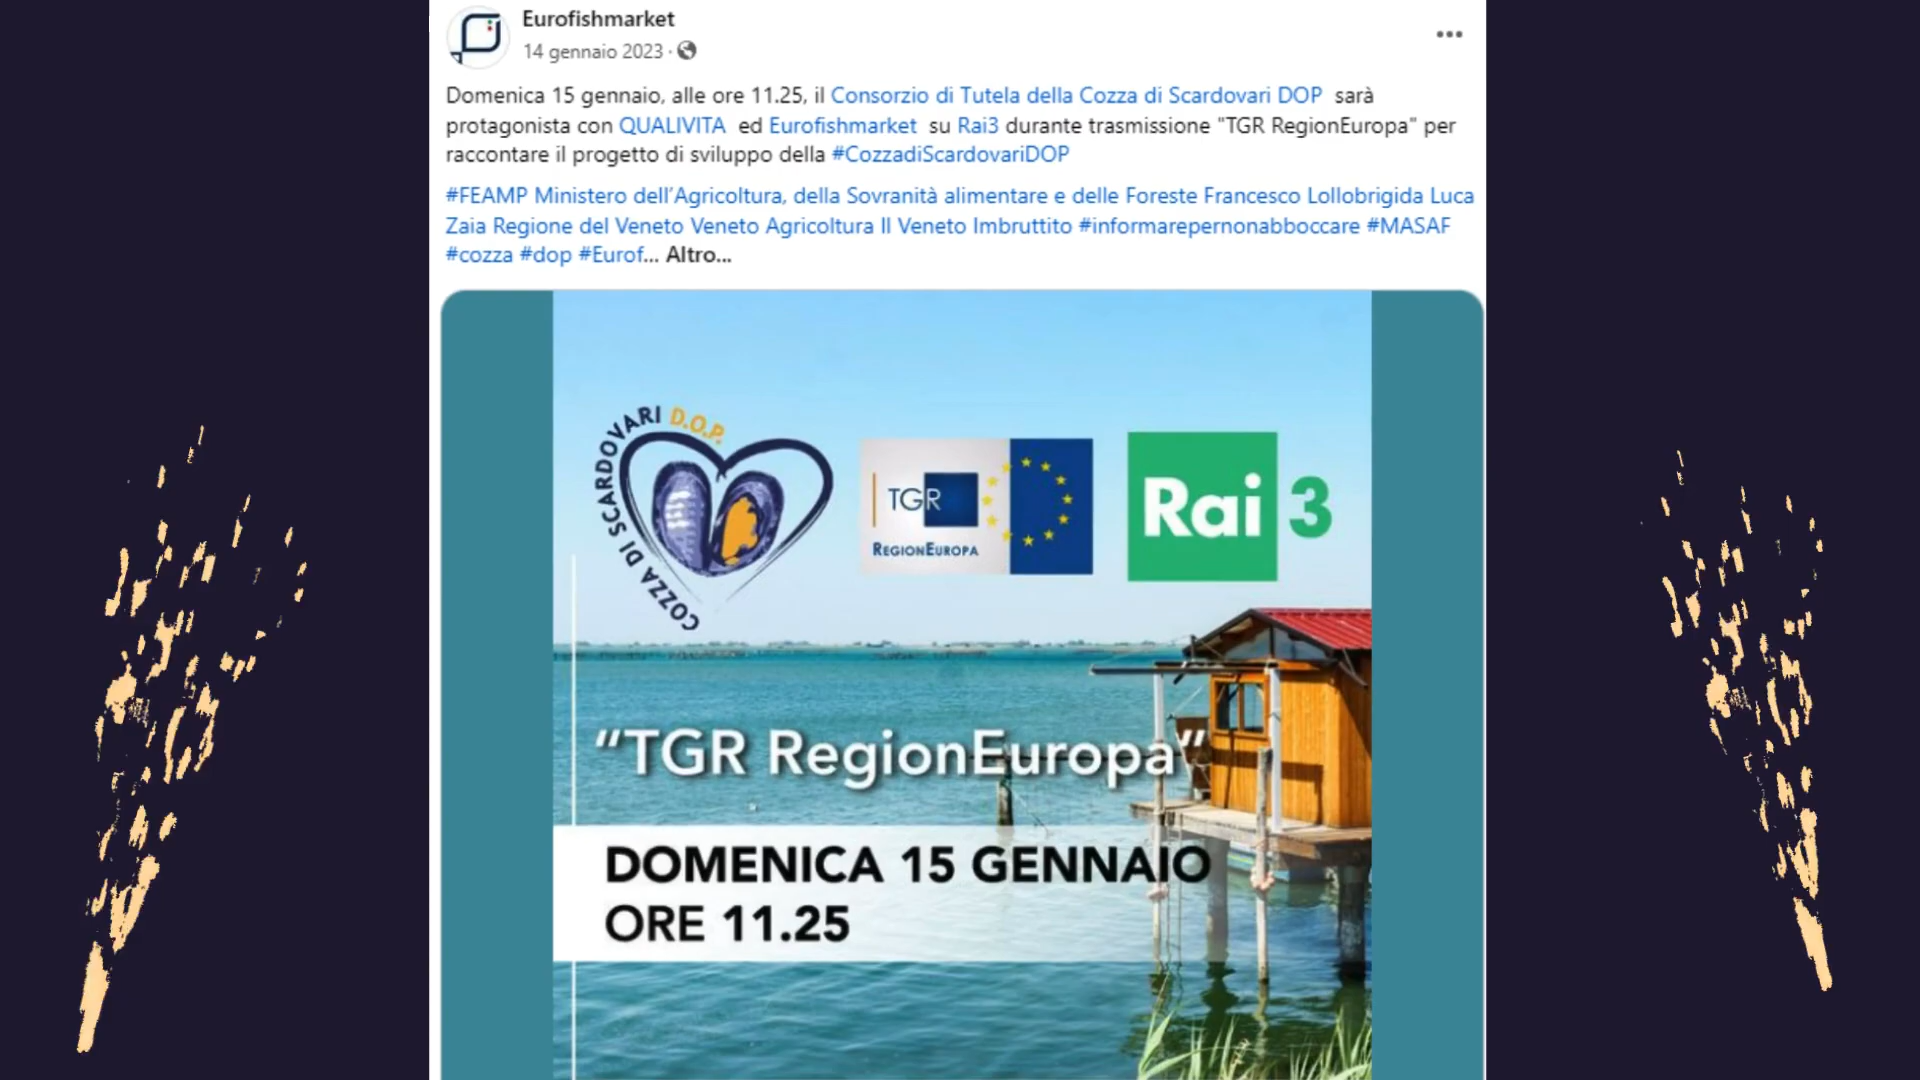 Eurofishmarket
14 gennaio 2023 ·
Domenica 15 gennaio, alle ore 11.25, il Consorzio di Tutela della Cozza di Scardovari DOP sarà
protagonista con QUALIVITA ed Eurofishmarket su Rai3 durante trasmissione "TGR RegionEuropa" per
raccontare il progetto di sviluppo della #CozzadiScardovariDOP
#FEAMP Ministero dell'Agricoltura, della Sovranità alimentare e delle Foreste Francesco Lollobrigida Luca
Zaia Regione del Veneto Veneto Agricoltura Il Veneto Imbruttito #informarepernonabboccare #MASAF
#cozza #dop #Eurof... Altro...
COZZA DI SCARDOVARI D.O.P.
TGR
REGIONEUROPA
Rai 3
“TGR RegionEuropa”
DOMENICA 15 GENNAIO
ORE 11.25